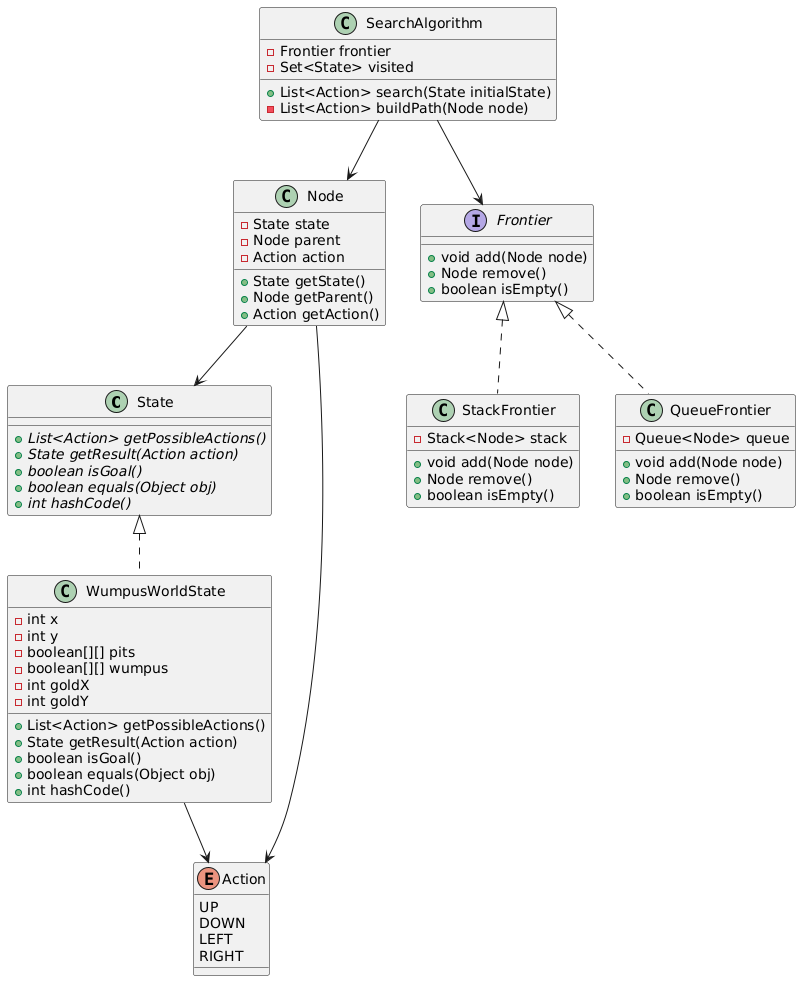 C SearchAlgorithm
Frontier frontier
Set<State> visited
List<Action> search(State initialState)
List<Action> buildPath(Node node)
C Node
State state
Node parent
Action action
State getState()
Node getParent()
Action getAction()
I Frontier
void add(Node node)
Node remove()
boolean isEmpty()
C State
List<Action> getPossibleActions()
State getResult(Action action)
boolean isGoal()
boolean equals(Object obj)
int hashCode()
C StackFrontier
Stack<Node> stack
void add(Node node)
Node remove()
boolean isEmpty()
C QueueFrontier
Queue<Node> queue
void add(Node node)
Node remove()
boolean isEmpty()
C WumpusWorldState
int x
int y
boolean[][] pits
boolean[][] wumpus
int goldX
int goldY
List<Action> getPossibleActions()
State getResult(Action action)
boolean isGoal()
boolean equals(Object obj)
int hashCode()
E Action
UP
DOWN
LEFT
RIGHT